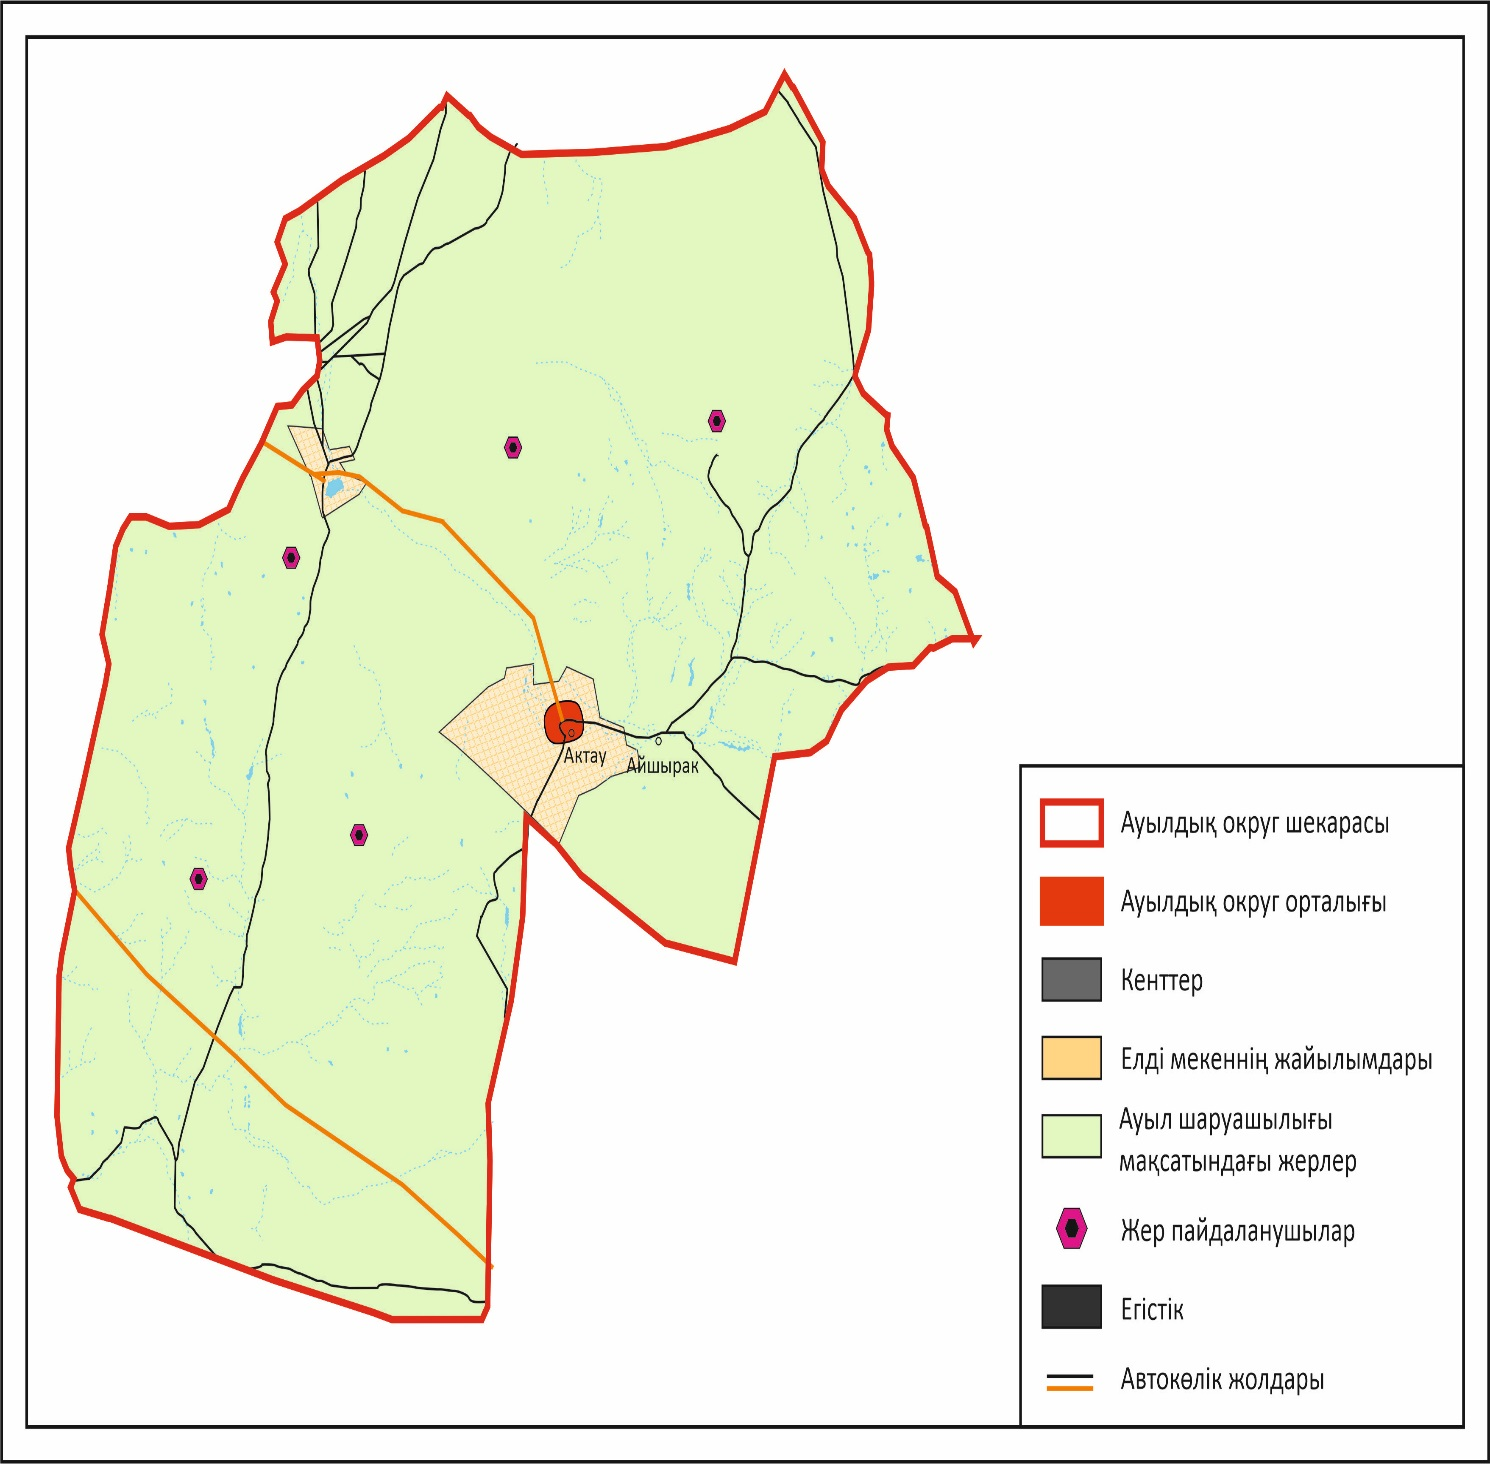 Актау
Айшырак
Ауылдық округ шекарасы
Ауылдық округ орталығы
Кенттер
Елді мекеннің жайылымдары
Ауыл шаруашылығы
мақсатындағы жерлер
Жер пайдаланушылар
Егістік
Автокөлік жолдары